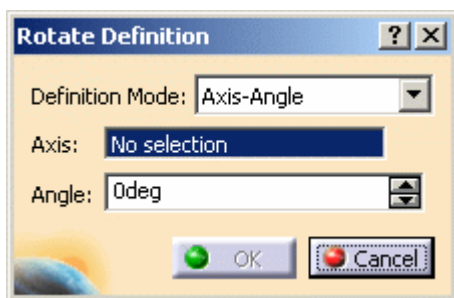 Rotate Definition ? ×
Definition Mode: Axis-Angle
Axis: No selection
Angle: 0deg
OK Cancel